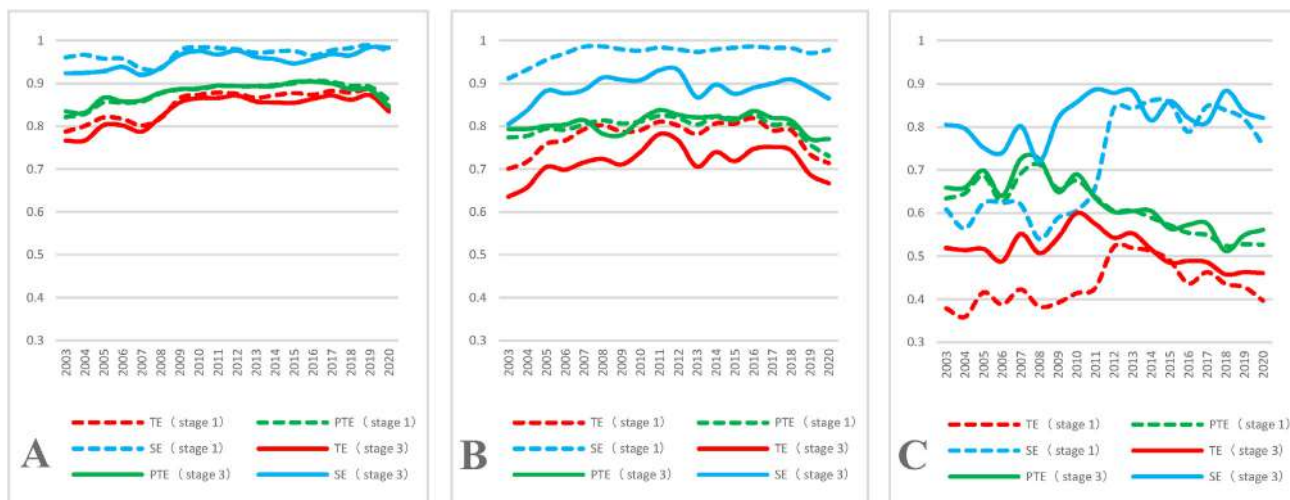 1
0.9
0.8
0.7
0.6
0.5
0.4
0.3
2003 2004 2005 2006 2007 2008 2009 2010 2011 2012 2013 2014 2015 2016 2017 2018 2019 2020
TE （ stage 1） PTE （ stage 1）
SE （ stage 1） TE （ stage 3）
PTE （ stage 3） SE （ stage 3）
A
1
0.9
0.8
0.7
0.6
0.5
0.4
0.3
2003 2004 2005 2006 2007 2008 2009 2010 2011 2012 2013 2014 2015 2016 2017 2018 2019 2020
TE （ stage 1） PTE （ stage 1）
SE （ stage 1） TE （ stage 3）
PTE （ stage 3） SE （ stage 3）
B
1
0.9
0.8
0.7
0.6
0.5
0.4
0.3
2003 2004 2005 2006 2007 2008 2009 2010 2011 2012 2013 2014 2015 2016 2017 2018 2019 2020
TE （ stage 1） PTE （ stage 1）
SE （ stage 1） TE （ stage 3）
PTE （ stage 3） SE （ stage 3）
C